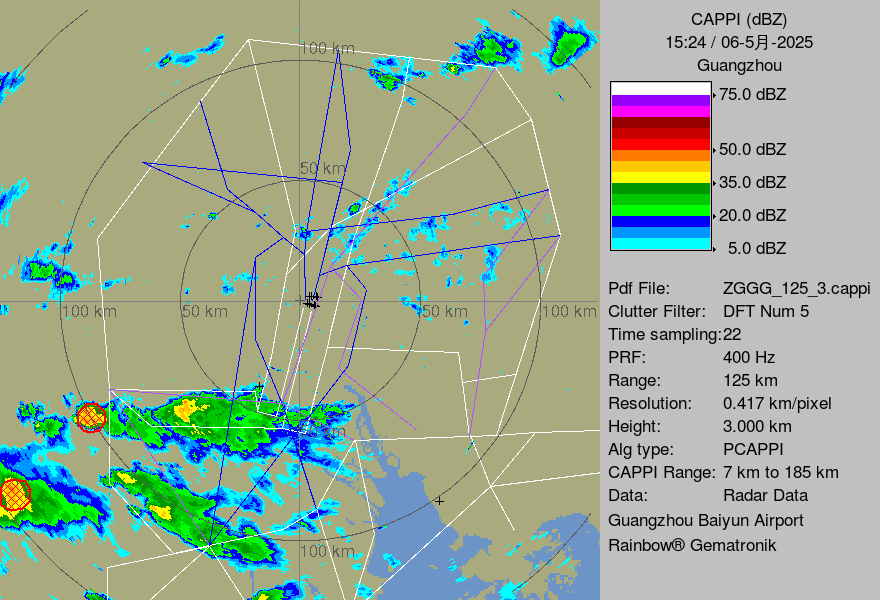 100 km
50 km
100 km
50 km
50 km
100 km
100 km
CAPPI (dBZ)
15:24 / 06-5月-2025
Guangzhou
75.0 dBZ
50.0 dBZ
35.0 dBZ
20.0 dBZ
5.0 dBZ
Pdf File: ZGGG_125_3.cappi
Clutter Filter: DFT Num 5
Time sampling:22
PRF: 400 Hz
Range: 125 km
Resolution: 0.417 km/pixel
Height: 3.000 km
Alg type: PCAPPI
CAPPI Range: 7 km to 185 km
Data: Radar Data
Guangzhou Baiyun Airport
Rainbow® Gematronik